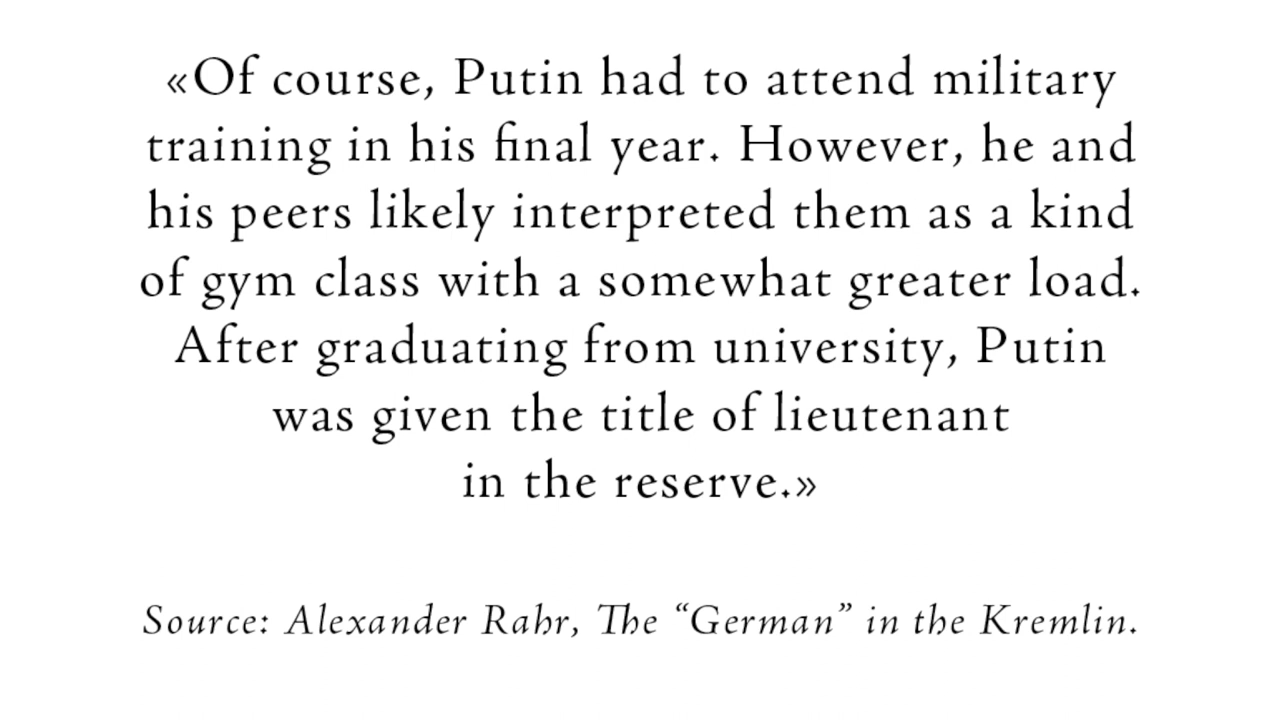 «Of course, Putin had to attend military
training in his final year. However, he and
his peers likely interpreted them as a kind
of gym class with a somewhat greater load.
After graduating from university, Putin
was given the title of lieutenant
in the reserve.»
Source: Alexander Rahr, The “German” in the Kremlin.